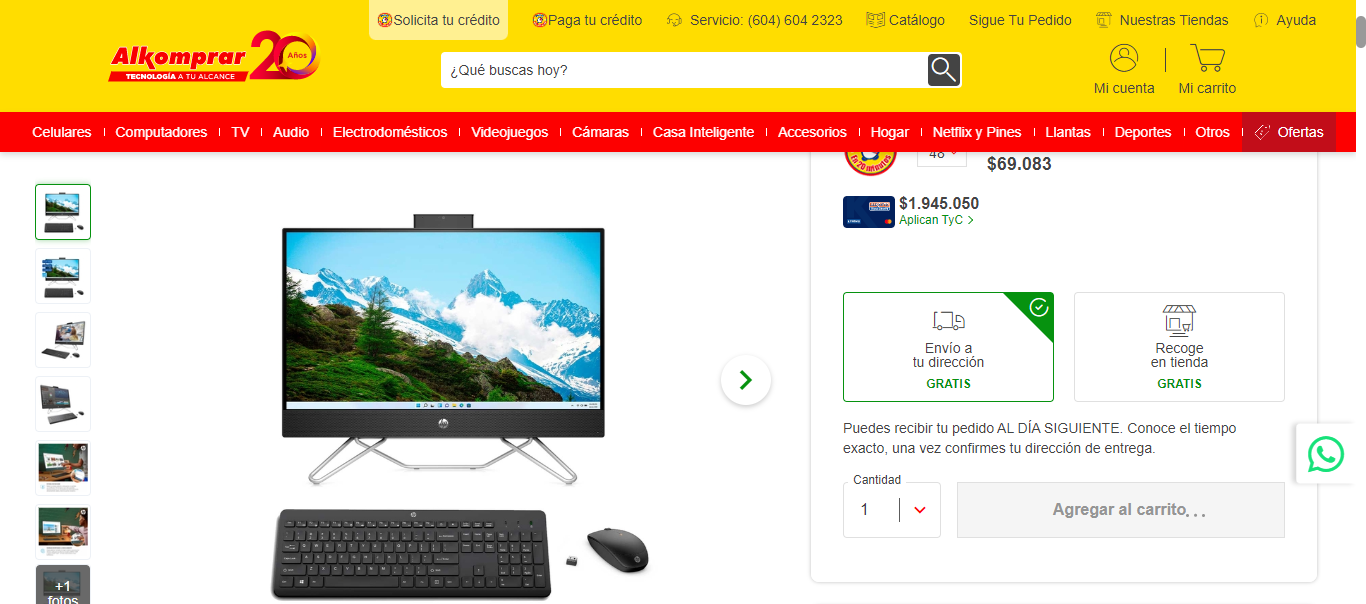 Solicita tu crédito
Paga tu crédito
Servicio: (604) 604 2323
Catálogo
Sigue Tu Pedido
Nuestras Tiendas
Ayuda
Alkomprar
TECNOLOGÍA A TU ALCANCE
20 Años
¿Qué buscas hoy?
Mi cuenta
Mi carrito
Celulares
Computadores
TV
Audio
Electrodomésticos
Videojuegos
Cámaras
Casa Inteligente
Accesorios
Hogar
Netflix y Pines
Llantas
Deportes
Otros
Ofertas
En 20 minutos
48
$69.083
$1.945.050
Aplican TyC >
Envío a
tu dirección
GRATIS
Recoge
en tienda
GRATIS
Puedes recibir tu pedido AL DÍA SIGUIENTE. Conoce el tiempo
exacto, una vez confirmes tu dirección de entrega.
Cantidad
1
Agregar al carrito...
+1
fotos